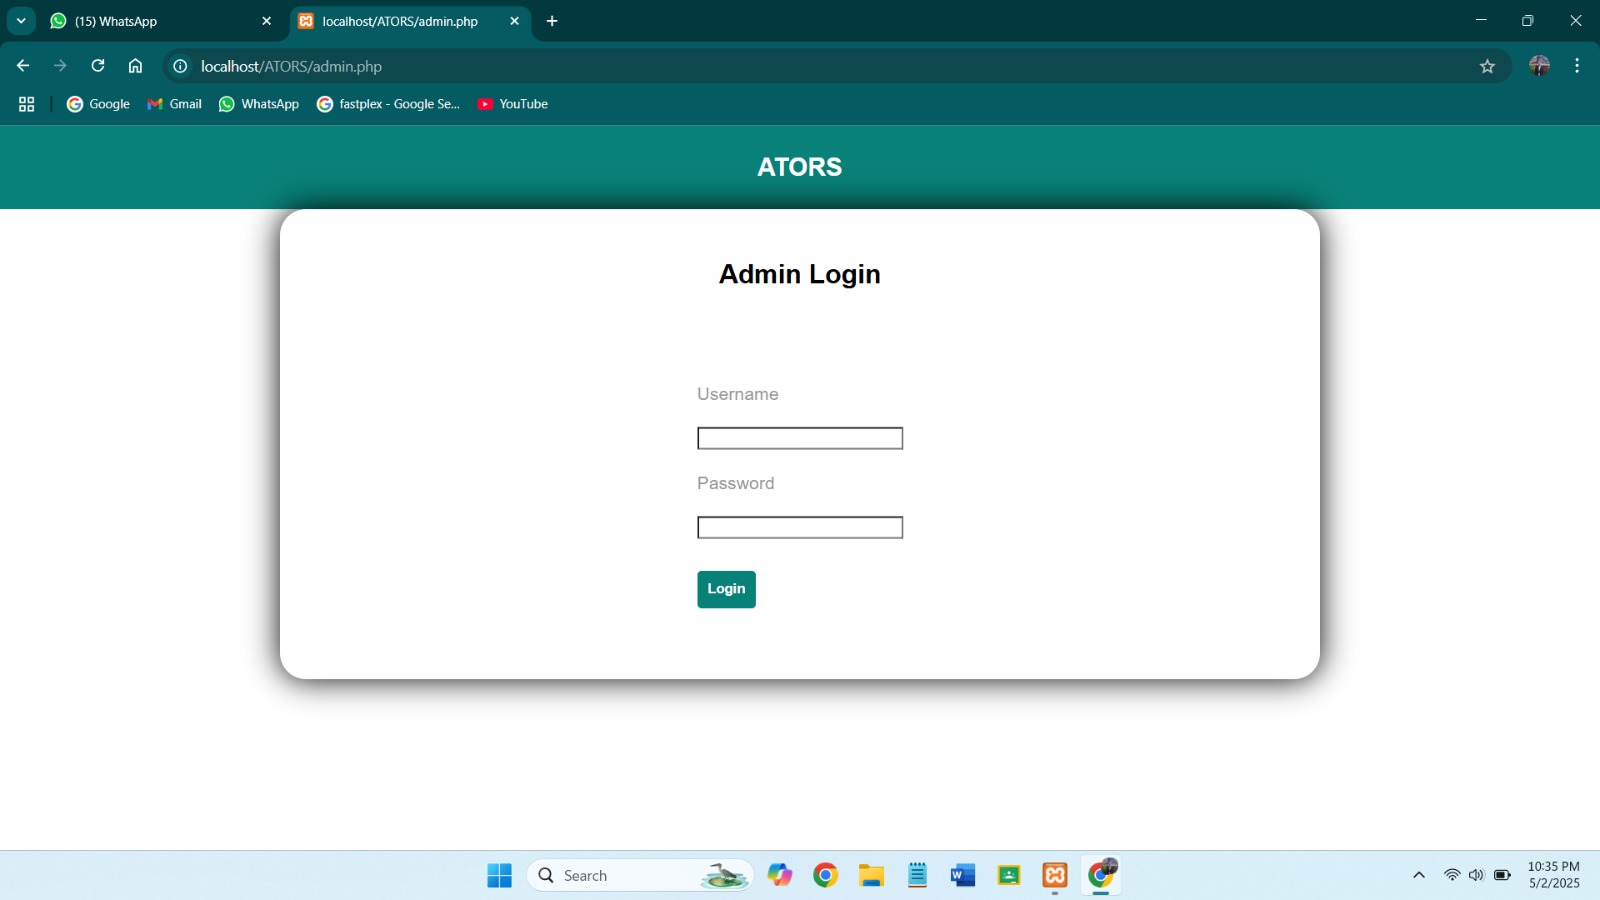 (15) WhatsApp
localhost/ATORS/admin.php
localhost/ATORS/admin.php
Google Gmail WhatsApp fastplex - Google Se... YouTube
ATORS
Admin Login
Username
Password
Login
Search
10:35 PM
5/2/2025